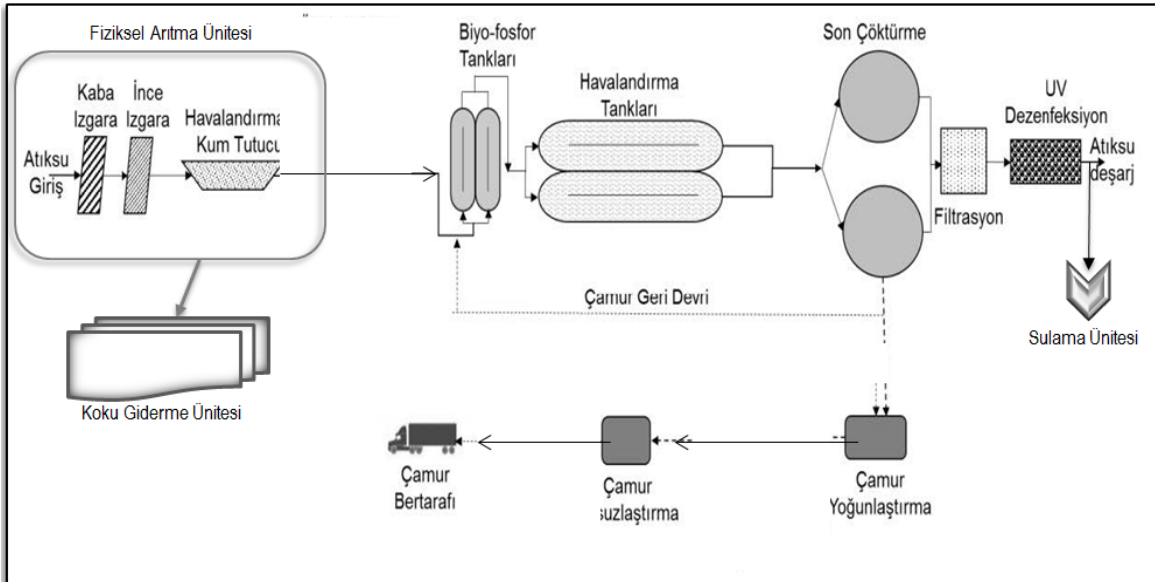 Fiziksel Arıtma Ünitesi
Kaba
Izgara
İnce
Izgara
Havalandırma
Kum Tutucu
Atıksu
Giriş
Koku Giderme Ünitesi
Biyo-fosfor
Tankları
Havalandırma
Tankları
Son Çöktürme
UV
Dezenfeksiyon
Atıksu
deşarj
Filtrasyon
Sulama Ünitesi
Çamur Geri Devri
Çamur
Bertarafı
Çamur
suzlaştırma
Çamur
Yoğunlaştırma